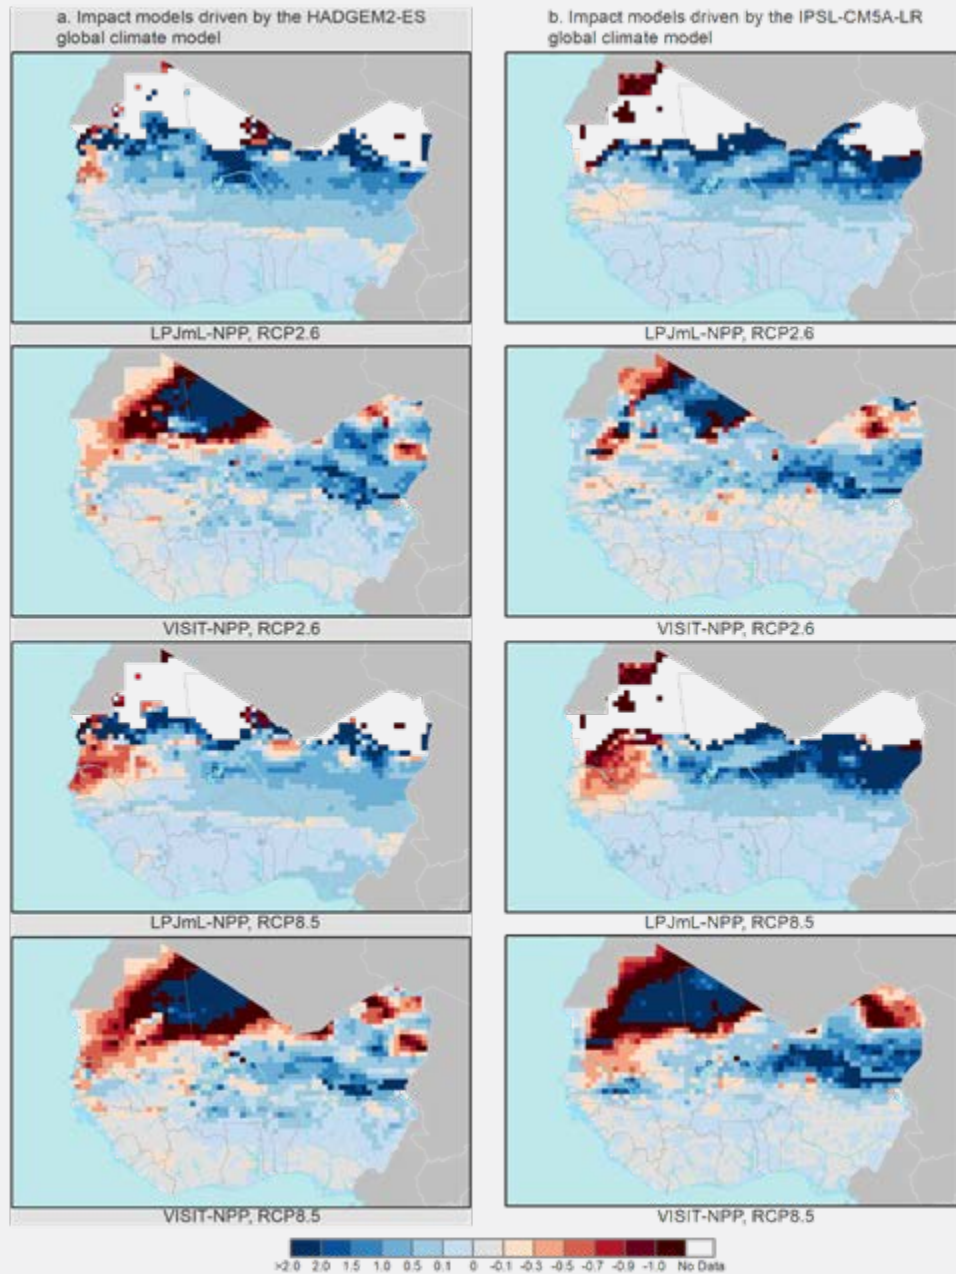 a. Impact models driven by the HADGEM2-ES
global climate model
b. Impact models driven by the IPSL-CM5A-LR
global climate model
LPJmL-NPP, RCP2.6
LPJmL-NPP, RCP2.6
VISIT-NPP, RCP2.6
VISIT-NPP, RCP2.6
LPJmL-NPP, RCP8.5
LPJmL-NPP, RCP8.5
VISIT-NPP, RCP8.5
VISIT-NPP, RCP8.5
>2.0 2.0 1.5 1.0 0.5 0.1 0 -0.1 -0.3 -0.5 -0.7 -0.9 -1.0 No Data